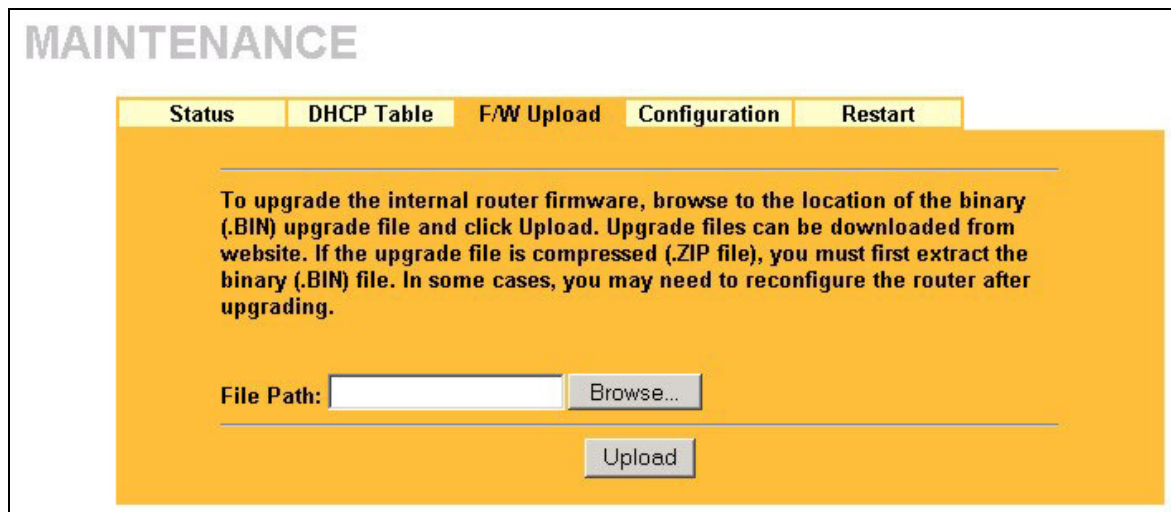 MAINTENANCE
Status DHCP Table F/W Upload Configuration Restart
To upgrade the internal router firmware, browse to the location of the binary
(.BIN) upgrade file and click Upload. Upgrade files can be downloaded from
website. If the upgrade file is compressed (.ZIP file), you must first extract the
binary (.BIN) file. In some cases, you may need to reconfigure the router after
upgrading.
File Path: Browse...
Upload